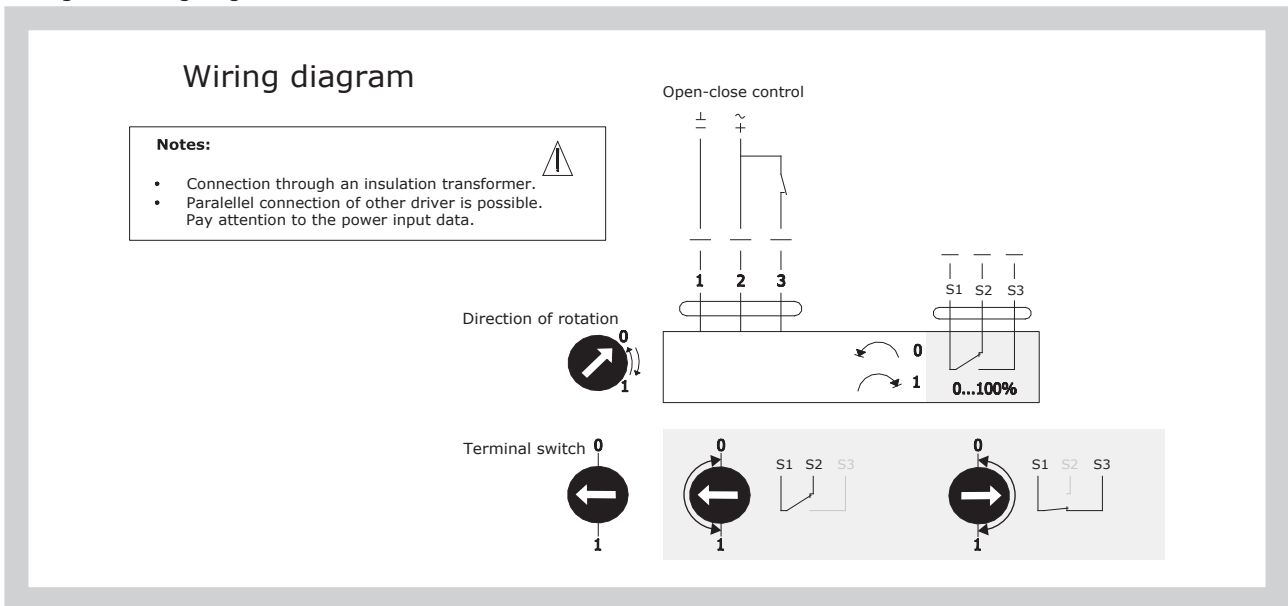 Wiring diagram
Notes:
• Connection through an insulation transformer.
• Paralellel connection of other driver is possible.
Pay attention to the power input data.
Open-close control
⊥ ~
− +
1 2 3
S1 S2 S3
Direction of rotation
0
1
0
1
0...100%
Terminal switch 0
1
0
S1 S2 S3
1
0
S1 S2 S3
1